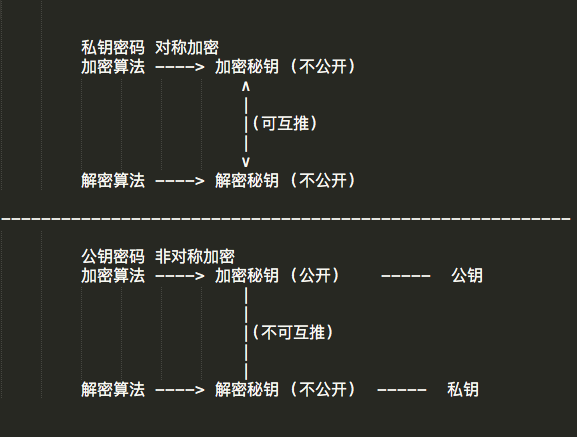 私钥密码 对称加密
加密算法 ----> 加密秘钥 (不公开)
(可互推)
解密算法 ----> 解密秘钥 (不公开)
公钥密码 非对称加密
加密算法 ----> 加密秘钥 (公开) ----- 公钥
(不可互推)
解密算法 ----> 解密秘钥 (不公开) ----- 私钥